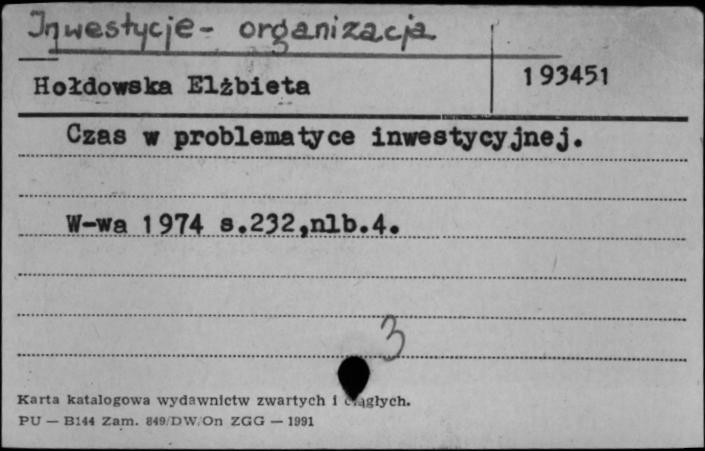 Inwestycje - organizacja
Hołdowska Elżbieta 193451
Czas w problematyce inwestycyjnej.
W-wa 1974 s.232,nlb.4.
3
Karta katalogowa wydawnictw zwartych i ciągłych.
PU — B144 Zam. 849/DW/On ZGG — 1991